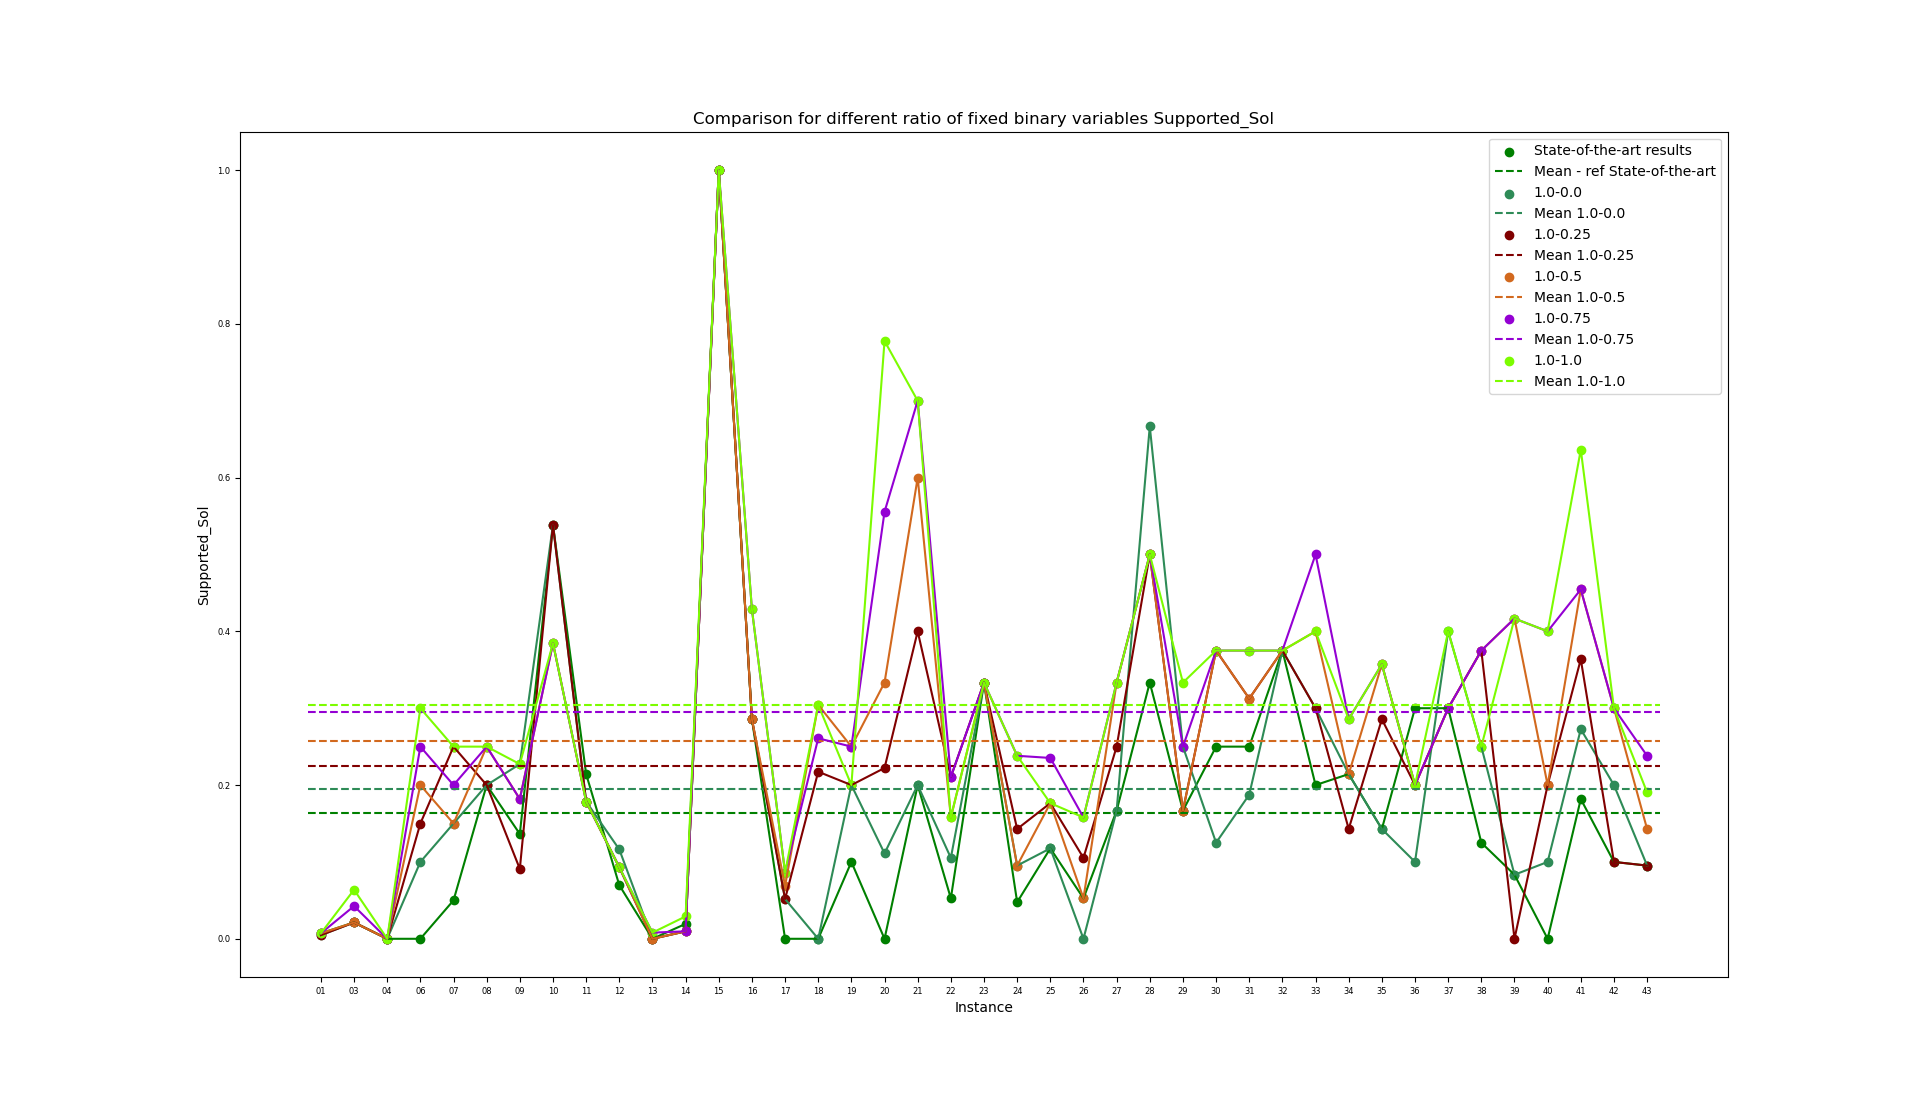 Comparison for different ratio of fixed binary variables Supported_Sol
State-of-the-art results
Mean - ref State-of-the-art
1.0-0.0
Mean 1.0-0.0
1.0-0.25
Mean 1.0-0.25
1.0-0.5
Mean 1.0-0.5
1.0-0.75
Mean 1.0-0.75
1.0-1.0
Mean 1.0-1.0
1.0
0.8
0.6
0.4
0.2
0.0
Supported_Sol
01 03 04 06 07 08 09 10 11 12 13 14 15 16 17 18 19 20 21 22 23 24 25 26 27 28 29 30 31 32 33 34 35 36 37 38 39 40 41 42 43
Instance